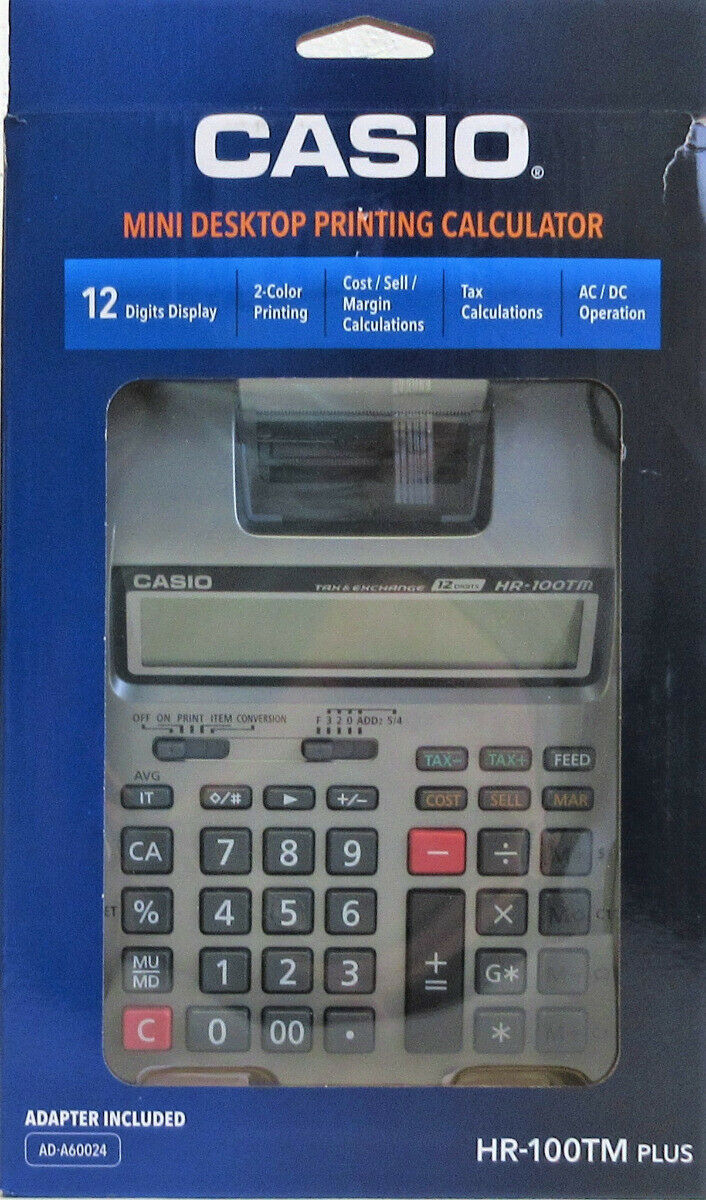 CASIO®
MINI DESKTOP PRINTING CALCULATOR
12 Digits Display
2-Color
Printing
Cost / Sell /
Margin
Calculations
Tax
Calculations
AC / DC
Operation
CASIO TAX & EXCHANGE 12 DIGITS HR-100TM
OFF ON PRINT ITEM CONVERSION
F 3 2 0 ADD2 5/4
TAX− TAX+ FEED
AVG
IT ◇/# ▶ +/− COST SELL MAR
CA 7 8 9 − ÷
% 4 5 6 ×
MU
MD
1 2 3 + = G*
C 0 00 . *
ADAPTER INCLUDED
AD-A60024
HR-100TM PLUS